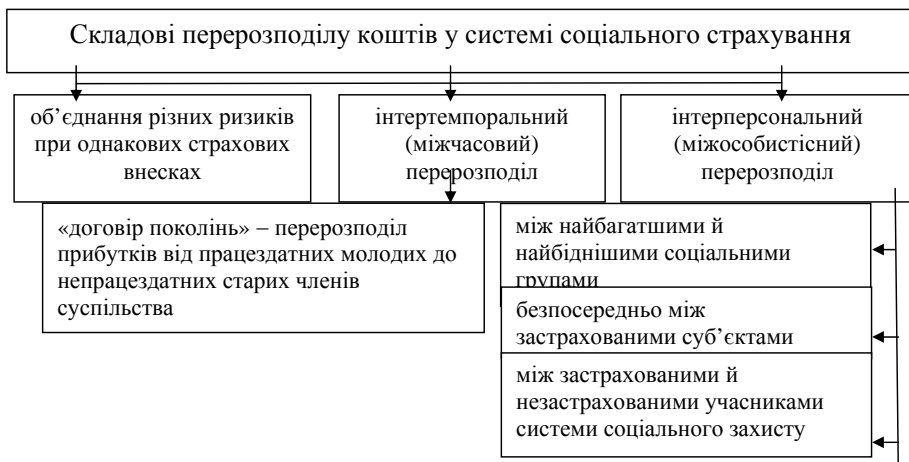 Складові перерозподілу коштів у системі соціального страхування
об’єднання різних ризиків
при однакових страхових
внесках
інтертемпоральний
(міжчасовий)
перерозподіл
інтерперсональний
(міжособистісний)
перерозподіл
«договір поколінь» – перерозподіл
прибутків від працездатних молодих до
непрацездатних старих членів
суспільства
між найбагатшими й
найбіднішими соціальними
групами
безпосередньо між
застрахованими суб’єктами
між застрахованими й
незастрахованими учасниками
системи соціального захисту